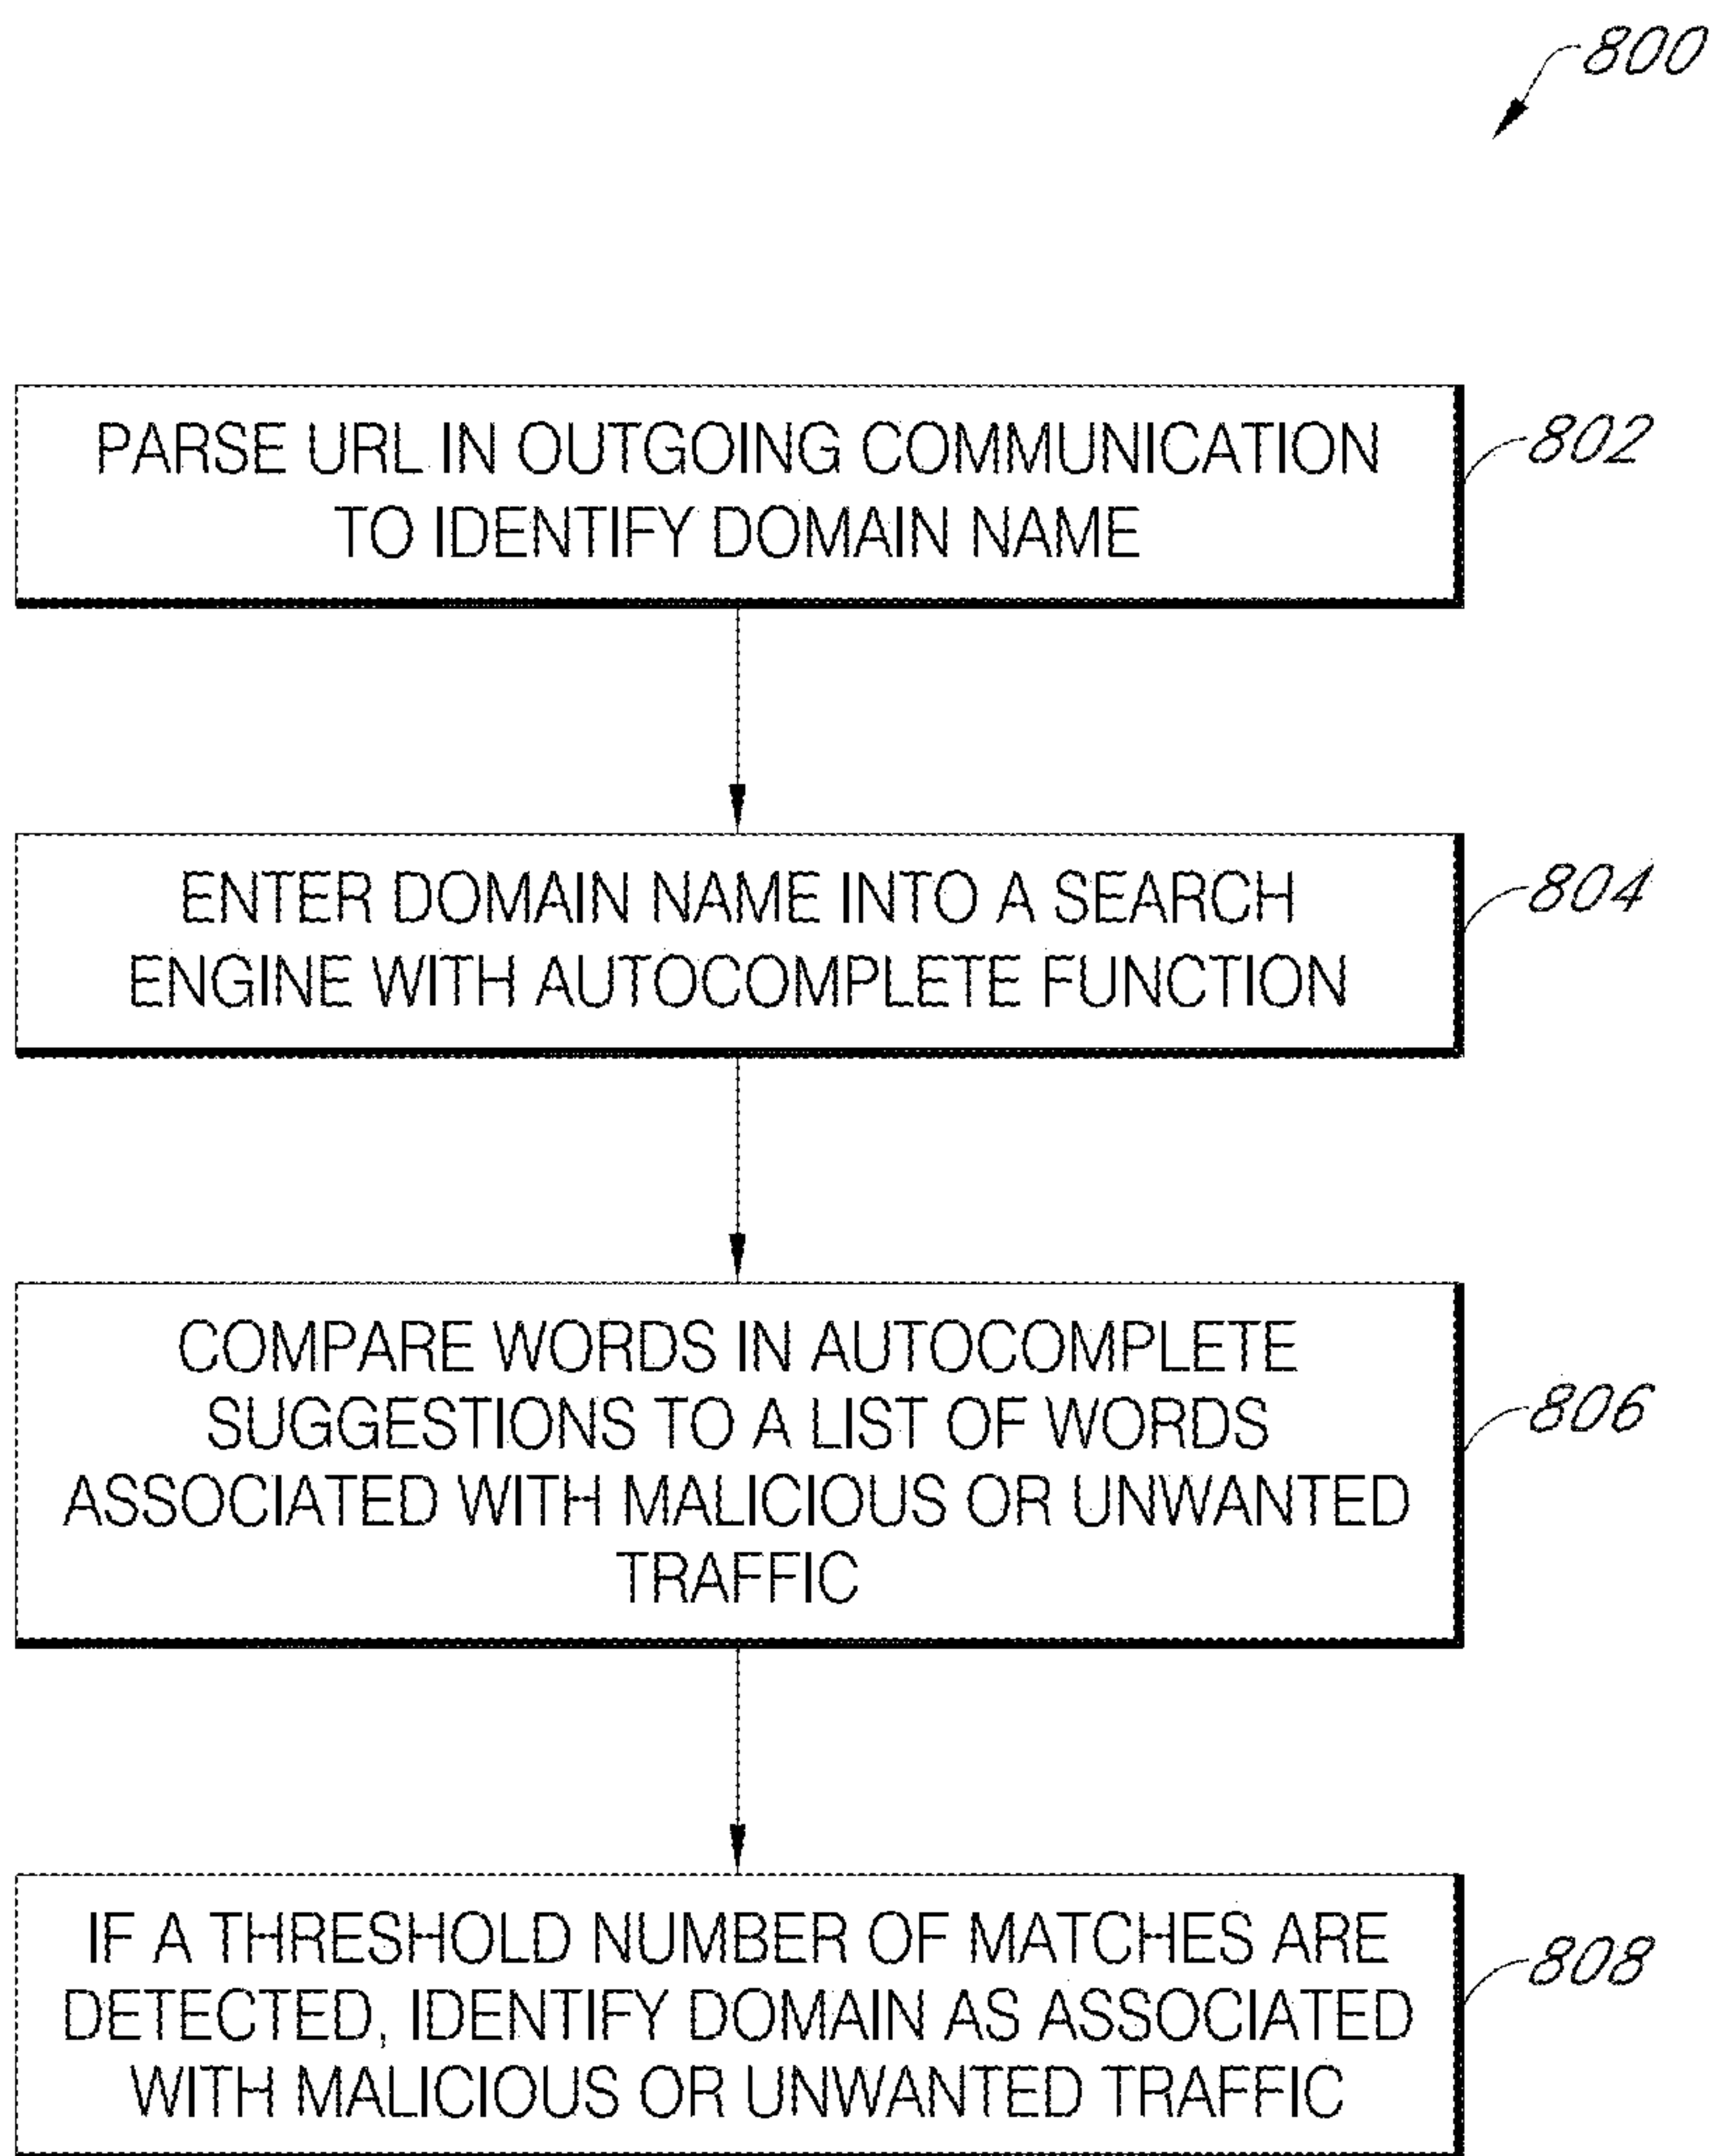 800
PARSE URL IN OUTGOING COMMUNICATION
TO IDENTIFY DOMAIN NAME
802
ENTER DOMAIN NAME INTO A SEARCH
ENGINE WITH AUTOCOMPLETE FUNCTION
804
COMPARE WORDS IN AUTOCOMPLETE
SUGGESTIONS TO A LIST OF WORDS
ASSOCIATED WITH MALICIOUS OR UNWANTED
TRAFFIC
806
IF A THRESHOLD NUMBER OF MATCHES ARE
DETECTED, IDENTIFY DOMAIN AS ASSOCIATED
WITH MALICIOUS OR UNWANTED TRAFFIC
808